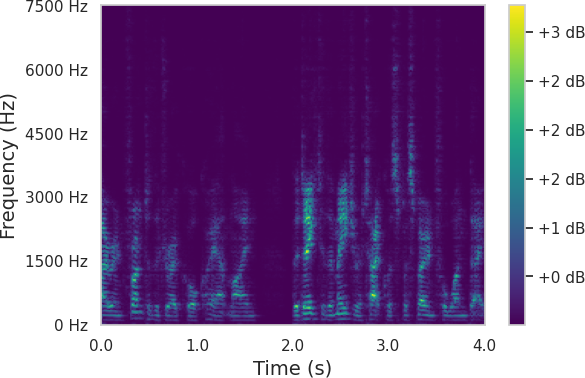 7500 Hz
6000 Hz
4500 Hz
3000 Hz
1500 Hz
0 Hz
Frequency (Hz)
0.0 1.0 2.0 3.0 4.0
Time (s)
+3 dB
+2 dB
+2 dB
+2 dB
+1 dB
+0 dB